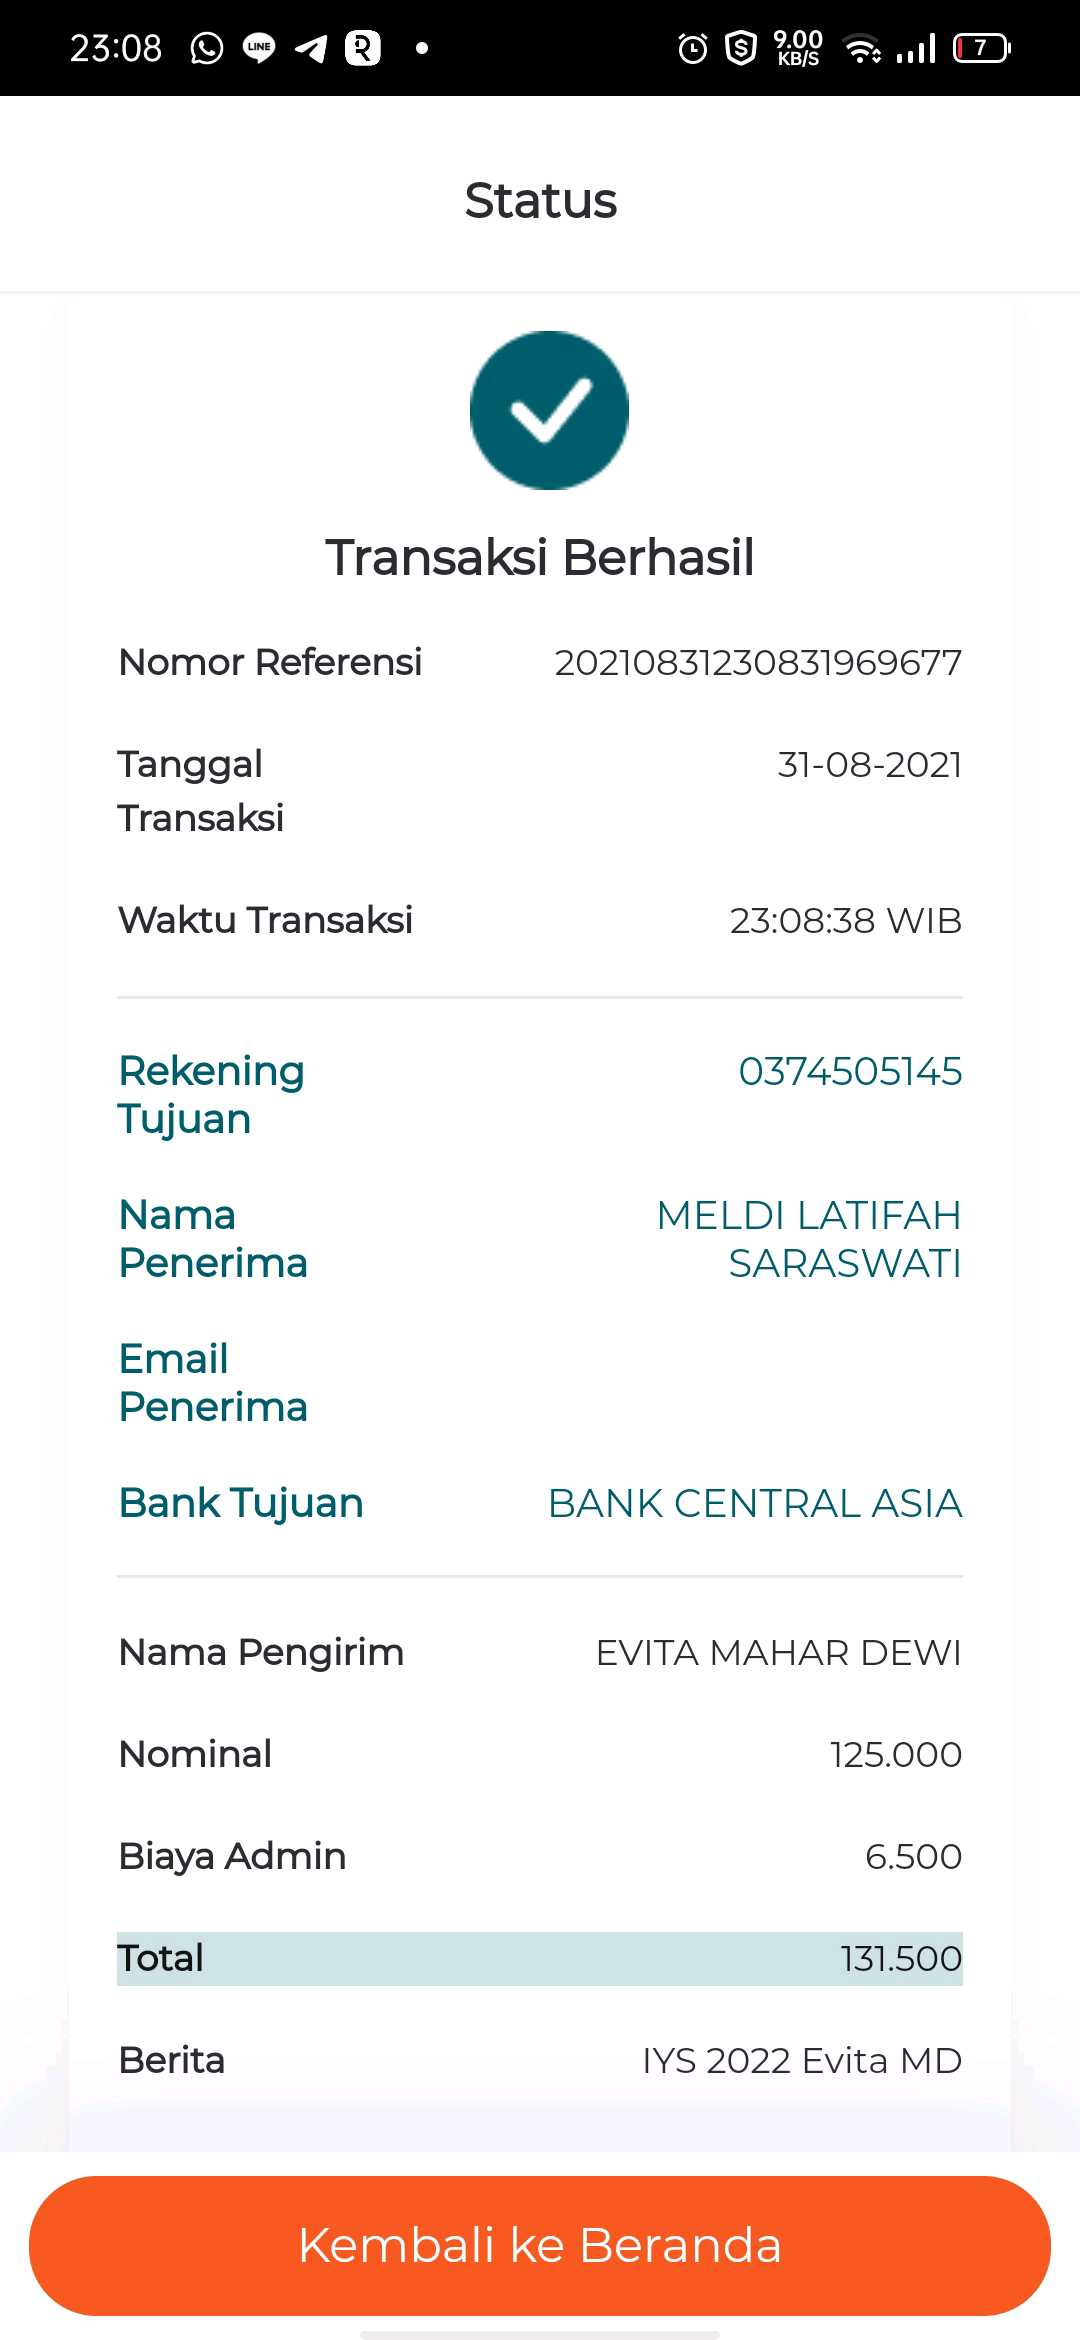 23:08
LINE
9.00
KB/S
7
Status
Transaksi Berhasil
Nomor Referensi 20210831230831969677
Tanggal 31-08-2021
Transaksi
Waktu Transaksi 23:08:38 WIB
Rekening 0374505145
Tujuan
Nama MELDI LATIFAH
Penerima SARASWATI
Email
Penerima
Bank Tujuan BANK CENTRAL ASIA
Nama Pengirim EVITA MAHAR DEWI
Nominal 125.000
Biaya Admin 6.500
Total 131.500
Berita IYS 2022 Evita MD
Kembali ke Beranda